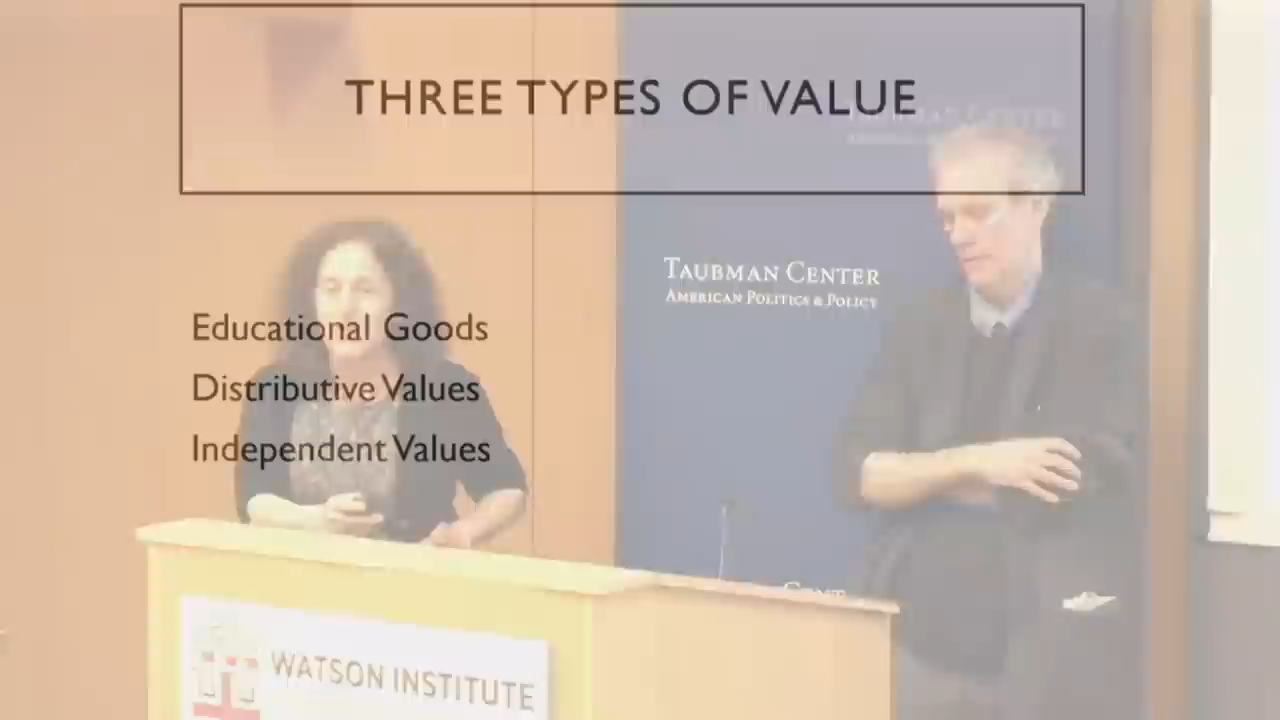 THREE TYPES OF VALUE
TAUBMAN CENTER
AMERICAN POLITICS & POLICY
Educational Goods
Distributive Values
Independent Values
WATSON INSTITUTE